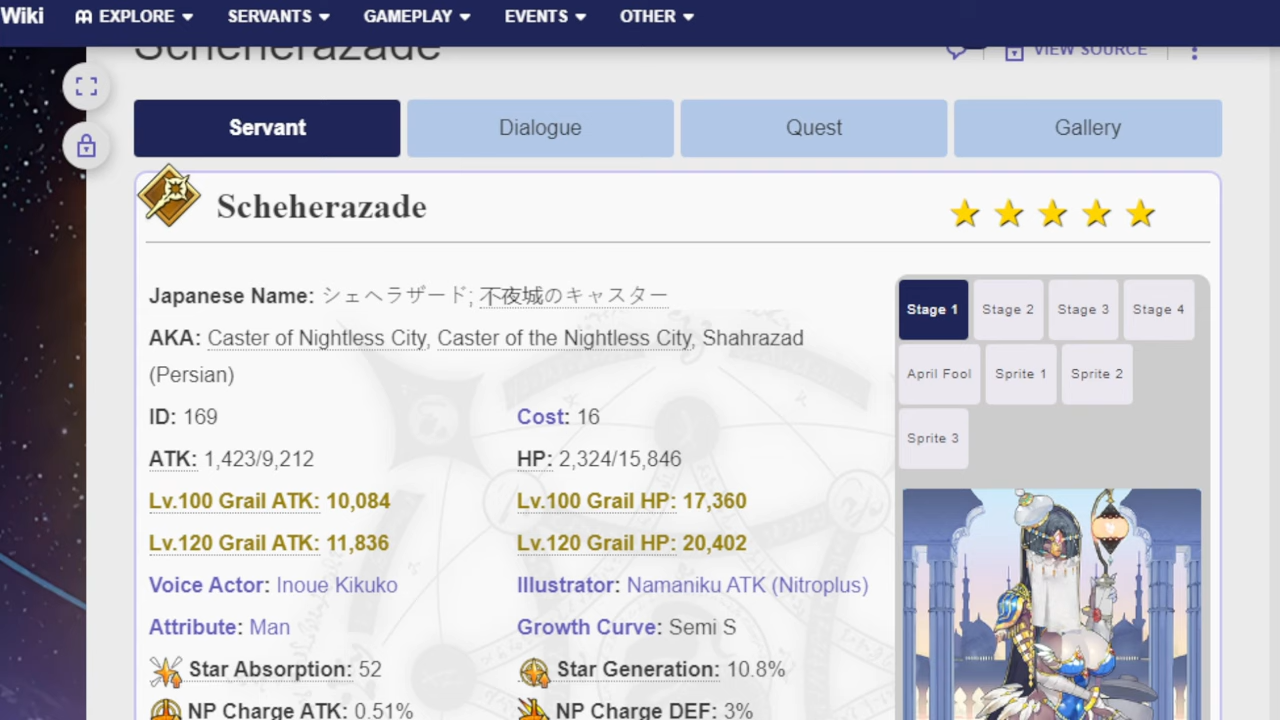 Wiki EXPLORE SERVANTS GAMEPLAY EVENTS OTHER
Scheherazade VIEW SOURCE
Servant Dialogue Quest Gallery
Scheherazade
Japanese Name: シェヘラザード; 不夜城のキャスター
AKA: Caster of Nightless City, Caster of the Nightless City, Shahrazad
(Persian)
ID: 169 Cost: 16
ATK: 1,423/9,212 HP: 2,324/15,846
Lv.100 Grail ATK: 10,084 Lv.100 Grail HP: 17,360
Lv.120 Grail ATK: 11,836 Lv.120 Grail HP: 20,402
Voice Actor: Inoue Kikuko Illustrator: Namaniku ATK (Nitroplus)
Attribute: Man Growth Curve: Semi S
Star Absorption: 52 Star Generation: 10.8%
NP Charge ATK: 0.51% NP Charge DEF: 3%
Stage 1 Stage 2 Stage 3 Stage 4
April Fool Sprite 1 Sprite 2
Sprite 3